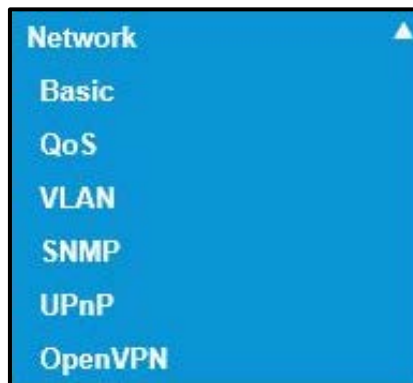 Network
Basic
QoS
VLAN
SNMP
UPnP
OpenVPN